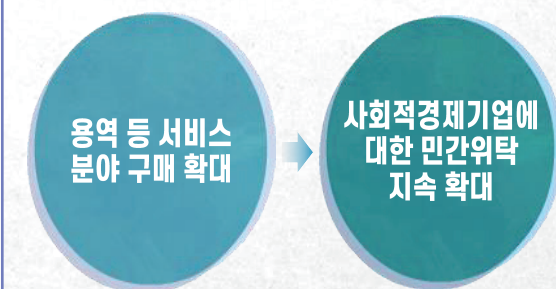 용역 등 서비스
분야 구매 확대
사회적경제기업에
대한 민간위탁
지속 확대